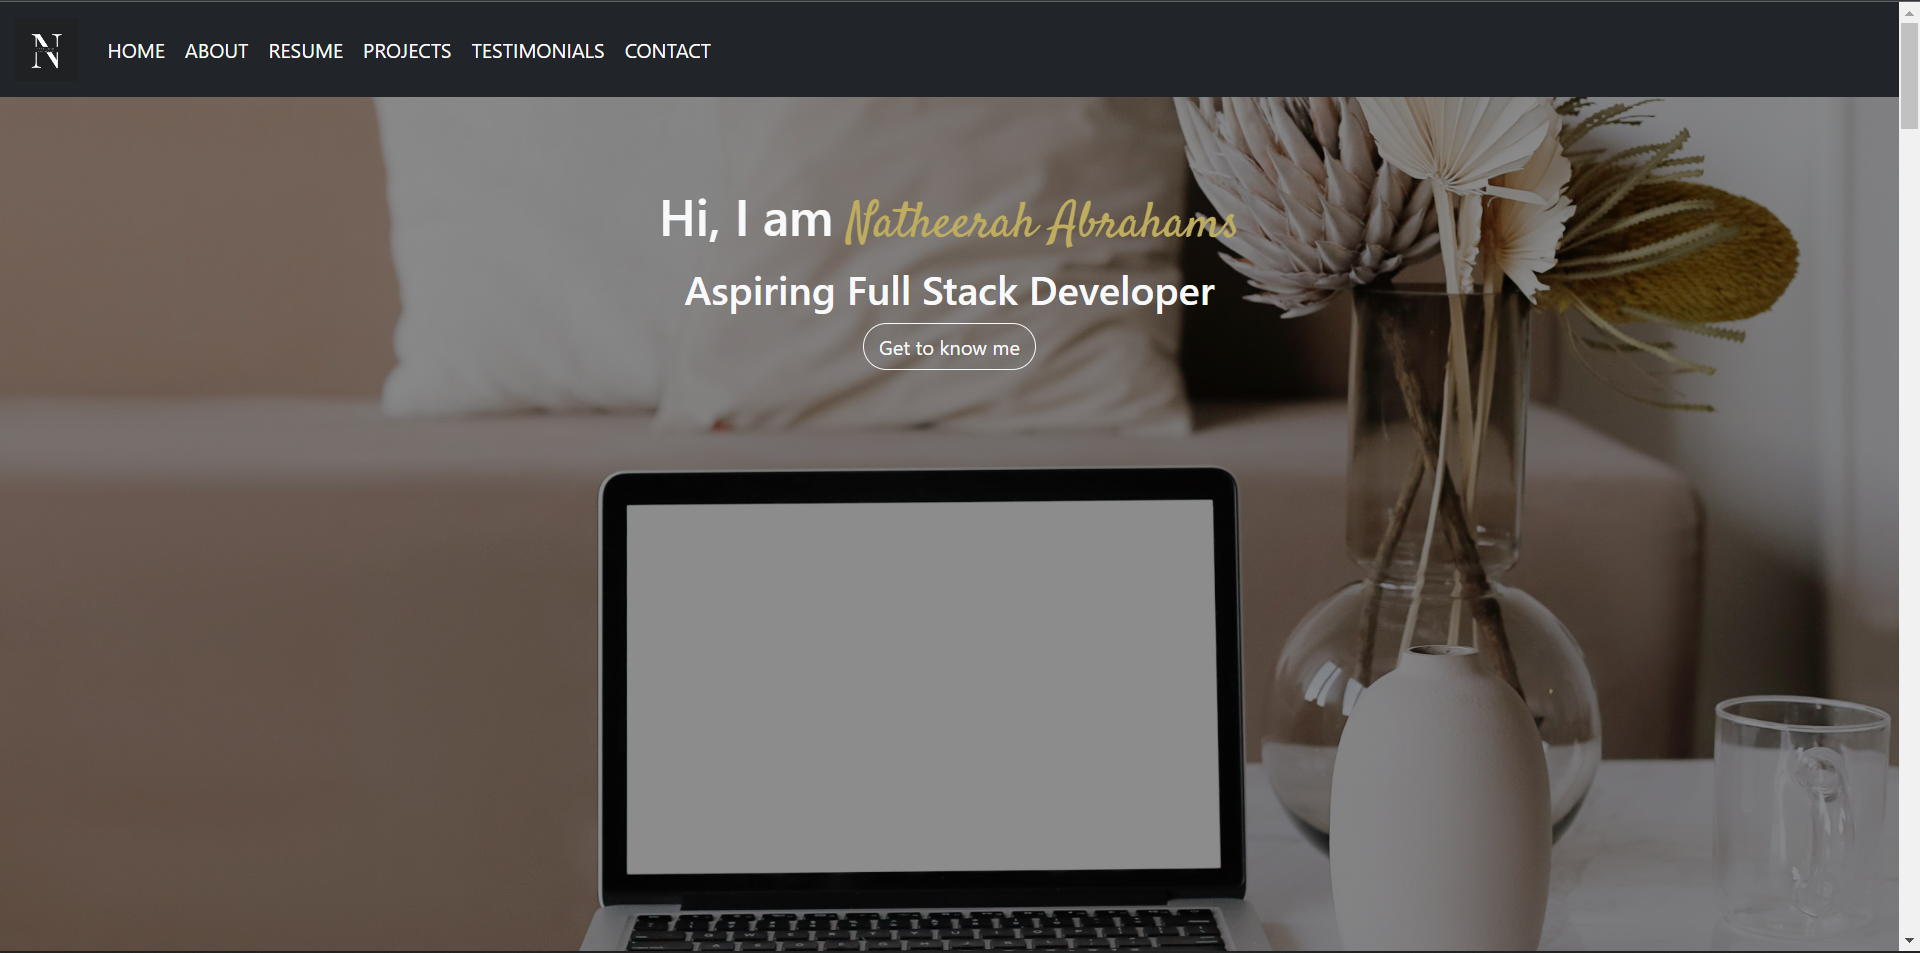 N
HOME ABOUT RESUME PROJECTS TESTIMONIALS CONTACT
Hi, I am Natheerah Abrahams
Aspiring Full Stack Developer
Get to know me